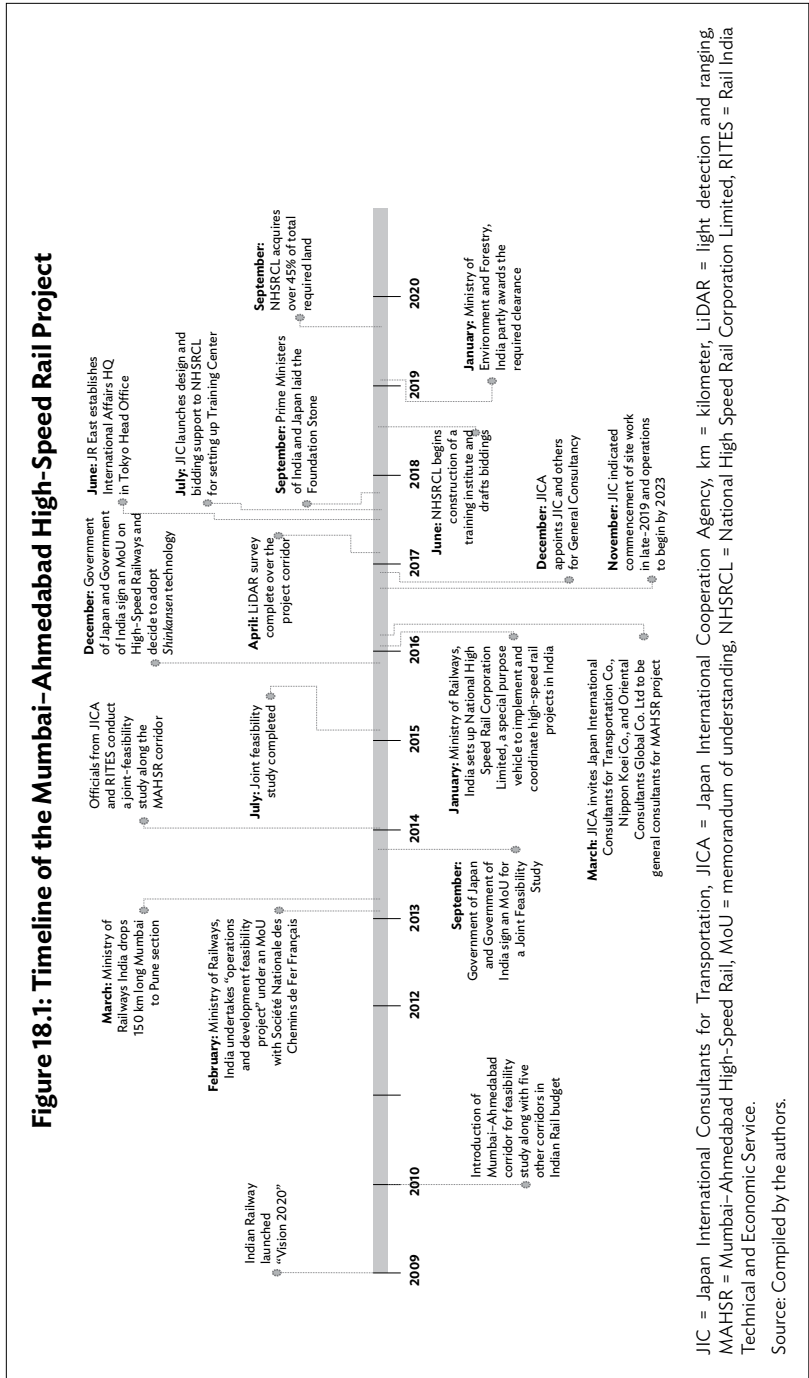 Figure 18.1: Timeline of the Mumbai–Ahmedabad High-Speed Rail Project
Indian Railway
launched
“Vision 2020”
March: Ministry of
Railways India drops
150 km long Mumbai
to Pune section
February: Ministry of Railways,
India undertakes “operations
and development feasibility
project” under an MoU
with Société Nationale des
Chemins de Fer Français
Officials from JICA
and RITES conduct
a joint-feasibility
study along the
MAHSR corridor
July: Joint feasibility
study completed
December: Government
of Japan and Government
of India sign an MoU on
High-Speed Railways and
decide to adopt
Shinkansen technology
April: LiDAR survey
complete over the
project corridor
June: JR East establishes
International Affairs HQ
in Tokyo Head Office
July: JIC launches design and
bidding support to NHSRCL
for setting up Training Center
September: Prime Ministers
of India and Japan laid the
Foundation Stone
September:
NHSRCL acquires
over 45% of total
required land
2009
2010
2012
2013
2014
2015
2016
2017
2018
2019
2020
Introduction of
Mumbai–Ahmedabad
corridor for feasibility
study along with five
other corridors in
Indian Rail budget
September:
Government of Japan
and Government of
India sign an MoU for
a Joint Feasibility
Study
January: Ministry of Railways,
India sets up National High
Speed Rail Corporation
Limited, a special purpose
vehicle to implement and
coordinate high-speed rail
projects in India
March: JICA invites Japan International
Consultants for Transportation Co.,
Nippon Koei Co., and Oriental
Consultants Global Co. Ltd to be
general consultants for MAHSR project
June: NHSRCL begins
construction of a
training institute and
drafts biddings
December: JICA
appoints JIC and others
for General Consultancy
November: JIC indicated
commencement of site work
in late-2019 and operations
to begin by 2023
January: Ministry of
Environment and Forestry,
India partly awards the
required clearance
JIC = Japan International Consultants for Transportation, JICA = Japan International Cooperation Agency, km = kilometer, LiDAR = light detection and ranging,
MAHSR = Mumbai–Ahmedabad High-Speed Rail, MoU = memorandum of understanding, NHSRCL = National High Speed Rail Corporation Limited, RITES = Rail India
Technical and Economic Service.
Source: Compiled by the authors.